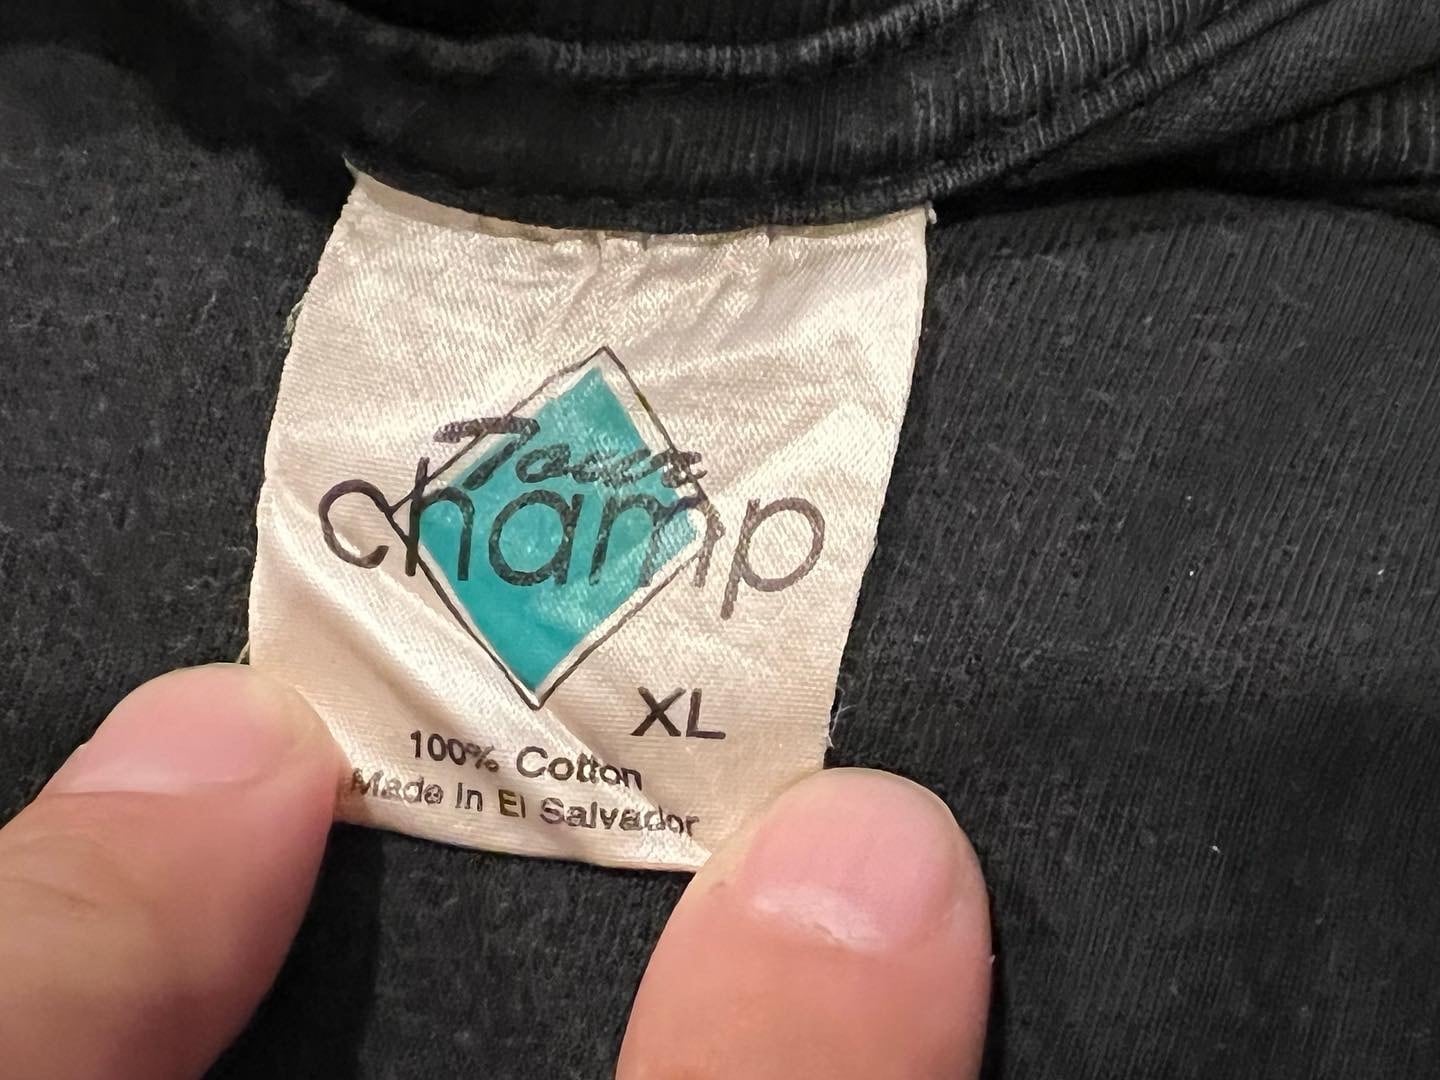 Tour
champ
XL
100% Cotton
Made In El Salvador